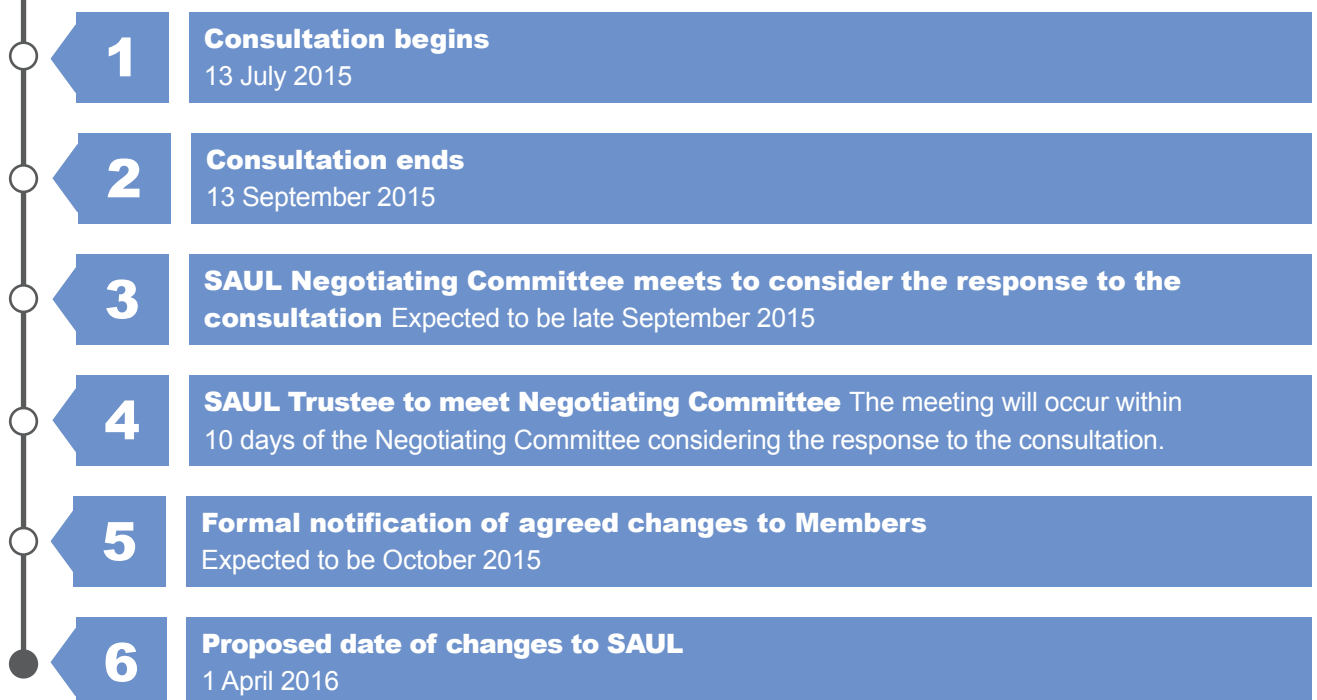 1
Consultation begins
13 July 2015
2
Consultation ends
13 September 2015
3
SAUL Negotiating Committee meets to consider the response to the
consultation Expected to be late September 2015
4
SAUL Trustee to meet Negotiating Committee The meeting will occur within
10 days of the Negotiating Committee considering the response to the consultation.
5
Formal notification of agreed changes to Members
Expected to be October 2015
6
Proposed date of changes to SAUL
1 April 2016